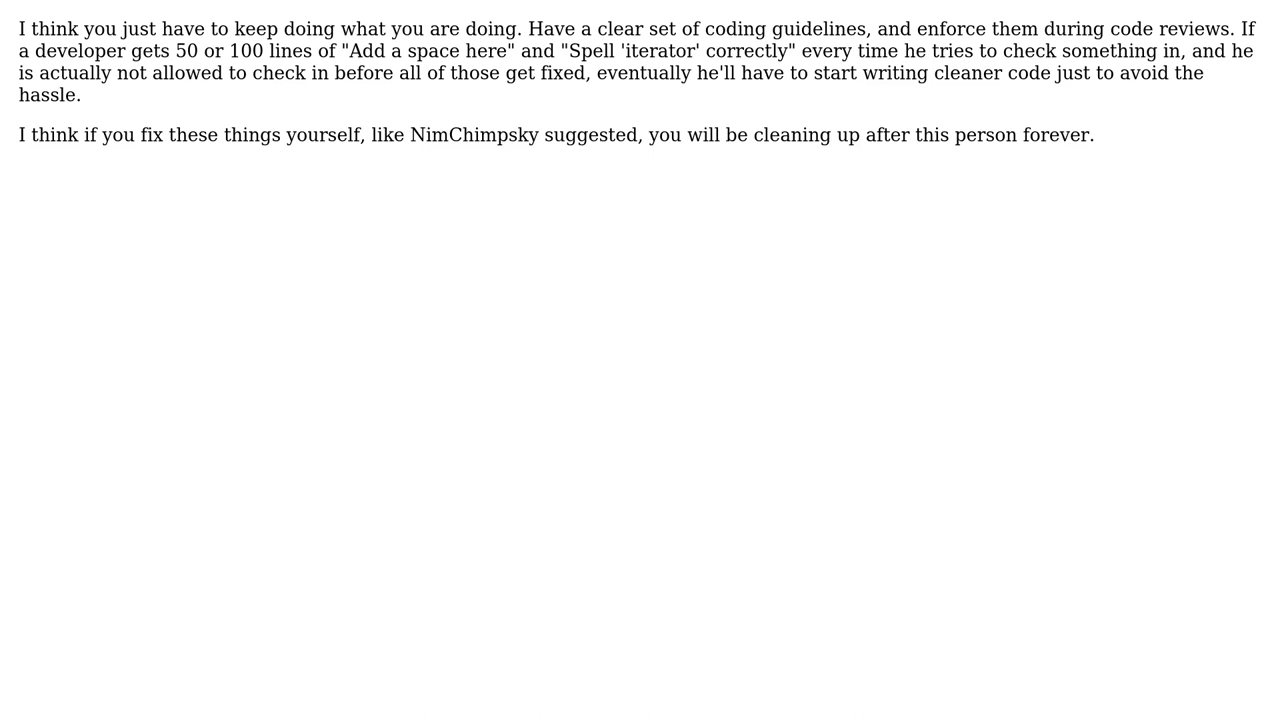 I think you just have to keep doing what you are doing. Have a clear set of coding guidelines, and enforce them during code reviews. If
a developer gets 50 or 100 lines of "Add a space here" and "Spell 'iterator' correctly" every time he tries to check something in, and he
is actually not allowed to check in before all of those get fixed, eventually he'll have to start writing cleaner code just to avoid the
hassle.
I think if you fix these things yourself, like NimChimpsky suggested, you will be cleaning up after this person forever.